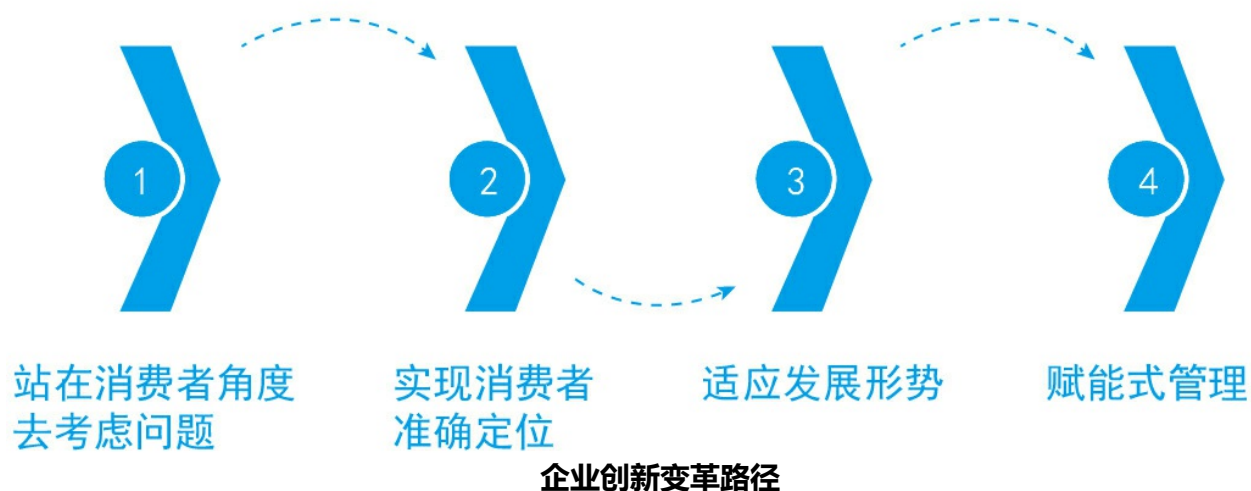 1
2
3
4
站在消费者角度
去考虑问题
实现消费者
准确定位
适应发展形势
赋能式管理
企业创新变革路径